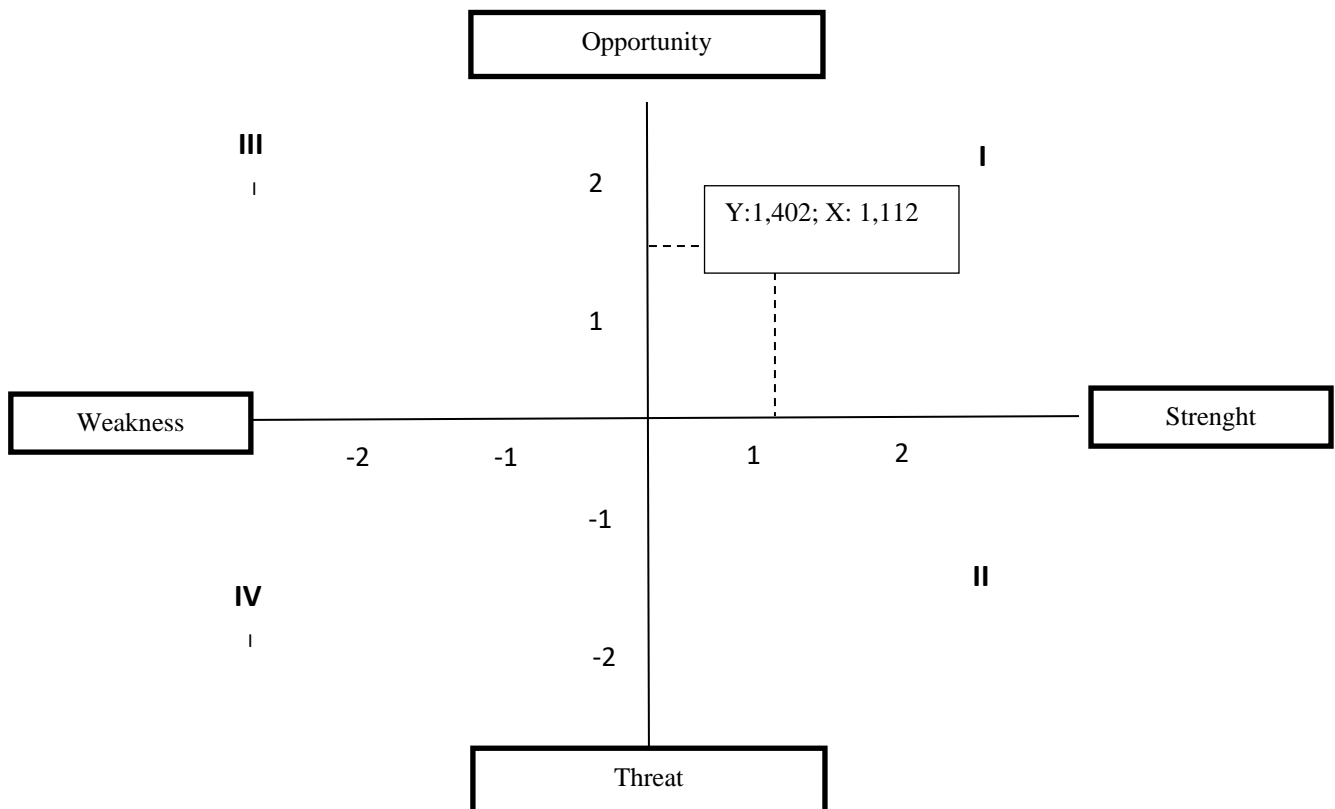 Opportunity
III
I
I
2
Y:1,402; X: 1,112
1
Weakness
Strenght
-2
-1
1
2
-1
II
IV
I
-2
Threat